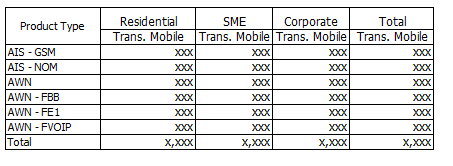 Product Type Residential SME Corporate Total
Trans. Mobile Trans. Mobile Trans. Mobile Trans. Mobile
AIS - GSM xxx xxx xxx xxx
AIS - NOM xxx xxx xxx xxx
AWN xxx xxx xxx xxx
AWN - FBB xxx xxx xxx xxx
AWN - FE1 xxx xxx xxx xxx
AWN - FVOIP xxx xxx xxx xxx
Total x,xxx x,xxx x,xxx x,xxx